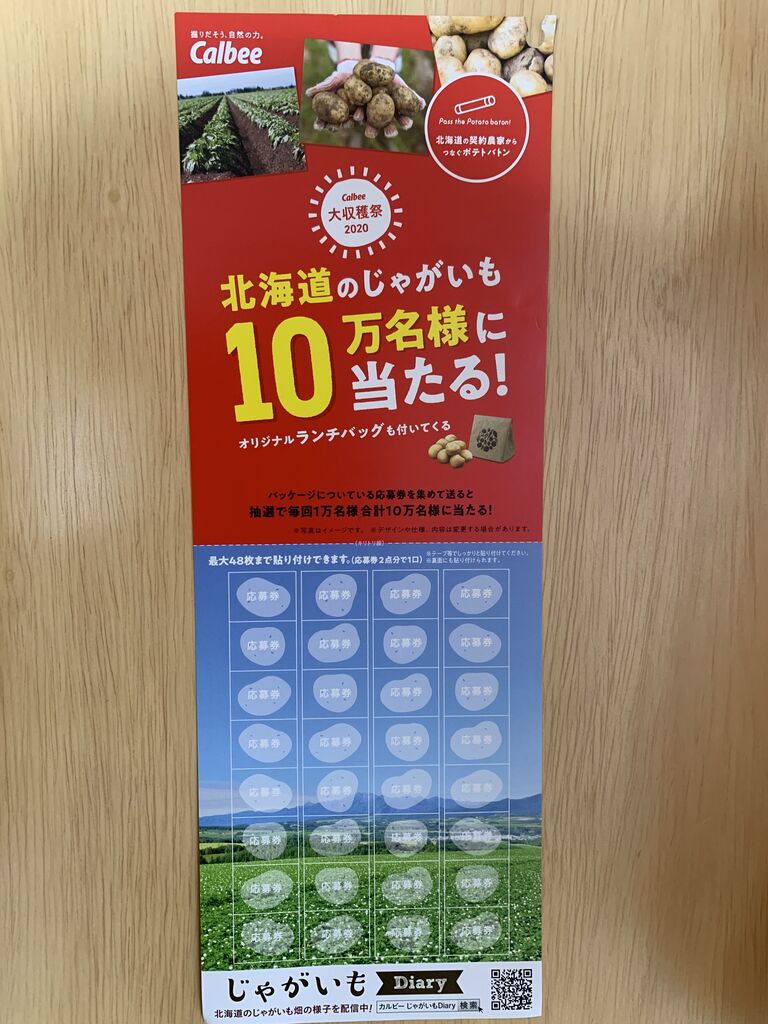 掘りだそう、自然の力。
Calbee
Pass the Potato baton!
北海道の契約農家から
つなぐポテトバトン
Calbee
大収穫祭
2020
北海道のじゃがいも
10万名様に
当たる!
オリジナルランチバッグも付いてくる
パッケージについている応募券を集めて送ると
抽選で毎回1万名様 合計10万名様に当たる!
※写真はイメージです。 ※デザインや仕様、内容は変更する場合があります。
(キリトリ線)
最大48枚まで貼り付けできます。(応募券2点分で1口)
※テープ等でしっかりと貼り付けてください。
※裏面にも貼り付けられます。
応募券 応募券 応募券 応募券
応募券 応募券 応募券 応募券
応募券 応募券 応募券 応募券
応募券 応募券 応募券 応募券
応募券 応募券 応募券 応募券
応募券 応募券 応募券 応募券
応募券 応募券 応募券 応募券
応募券 応募券 応募券 応募券
じゃがいも Diary
北海道のじゃがいも畑の様子を配信中! カルビー じゃがいもDiary 検索